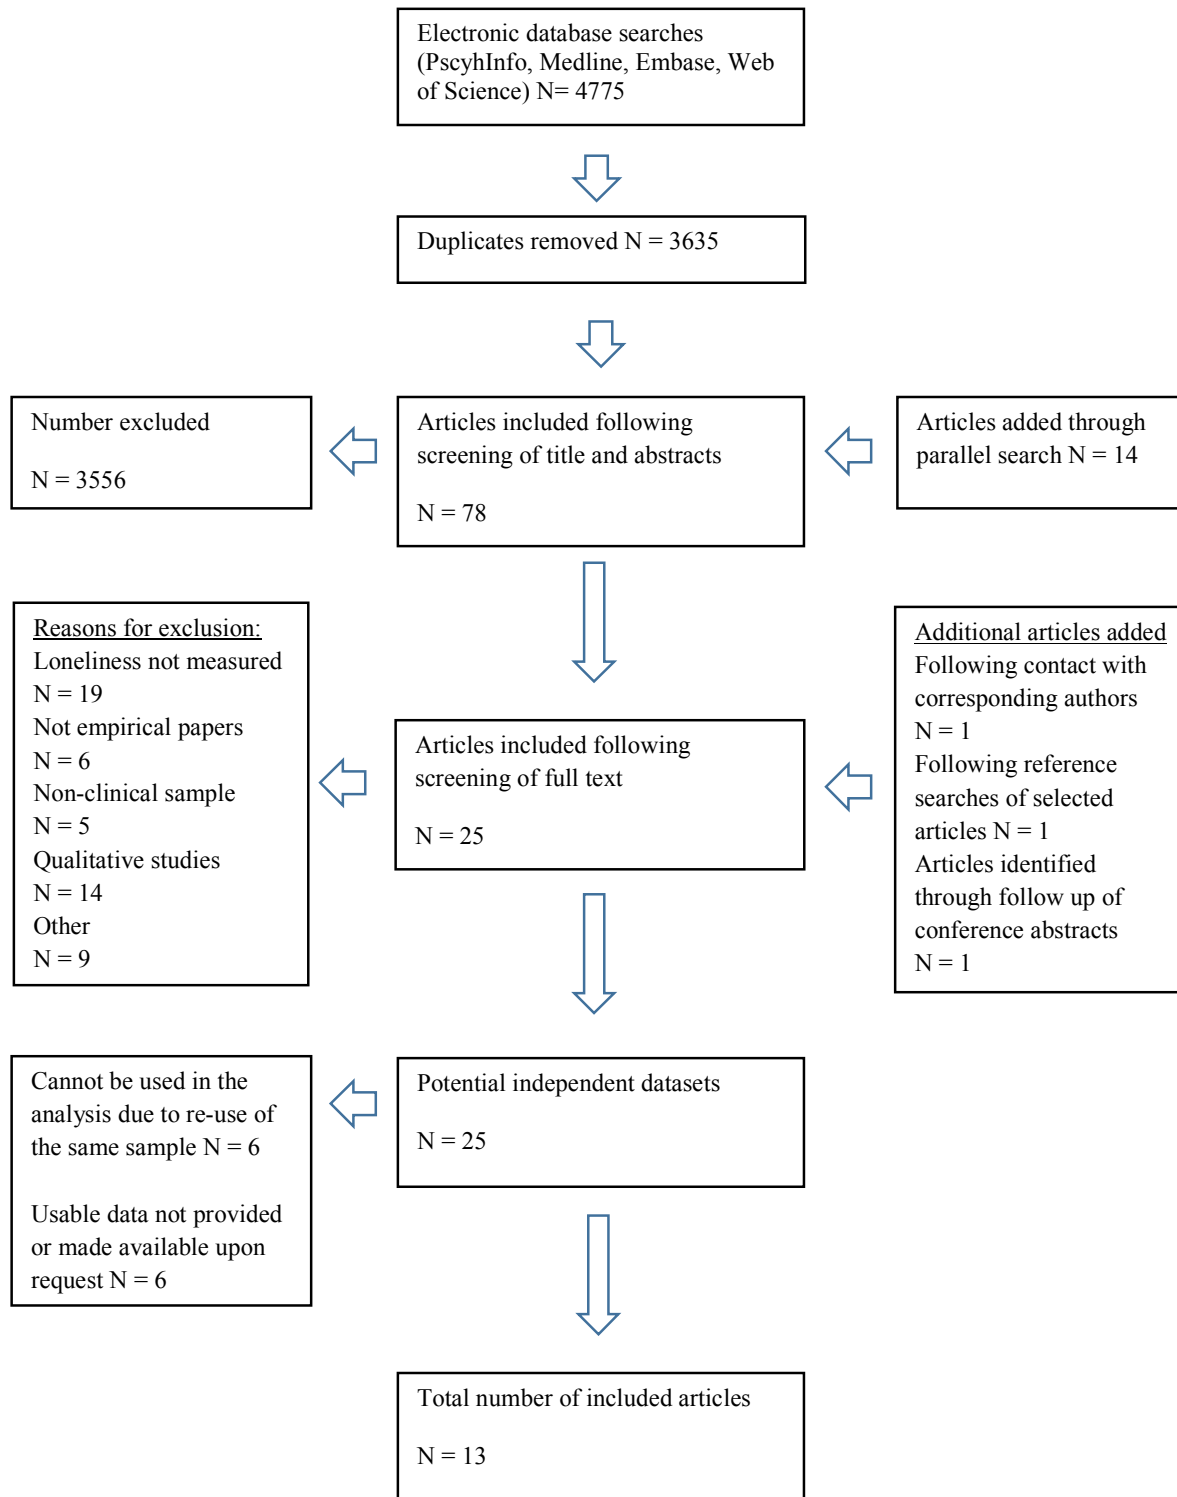 Electronic database searches
(PscyhInfo, Medline, Embase, Web
of Science) N= 4775
Duplicates removed N = 3635
Number excluded
N = 3556
Articles included following
screening of title and abstracts
N = 78
Articles added through
parallel search N = 14
Reasons for exclusion:
Loneliness not measured
N = 19
Not empirical papers
N = 6
Non-clinical sample
N = 5
Qualitative studies
N = 14
Other
N = 9
Articles included following
screening of full text
N = 25
Additional articles added
Following contact with
corresponding authors
N = 1
Following reference
searches of selected
articles N = 1
Articles identified
through follow up of
conference abstracts
N = 1
Cannot be used in the
analysis due to re-use of
the same sample N = 6
Usable data not provided
or made available upon
request N = 6
Potential independent datasets
N = 25
Total number of included articles
N = 13